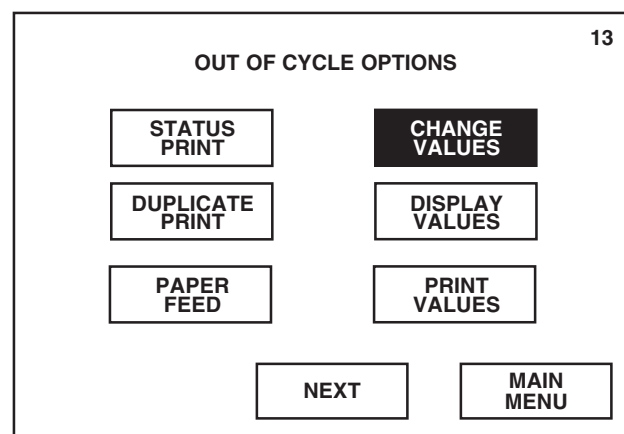 13
OUT OF CYCLE OPTIONS
STATUS
PRINT
CHANGE
VALUES
DUPLICATE
PRINT
DISPLAY
VALUES
PAPER
FEED
PRINT
VALUES
NEXT
MAIN
MENU